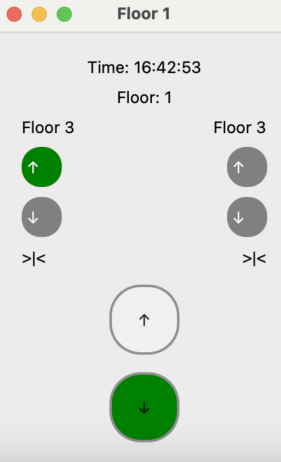 Floor 1
Time: 16:42:53
Floor: 1
Floor 3 Floor 3
↑ ↑
↓ ↓
>|< >|<
↑
↓